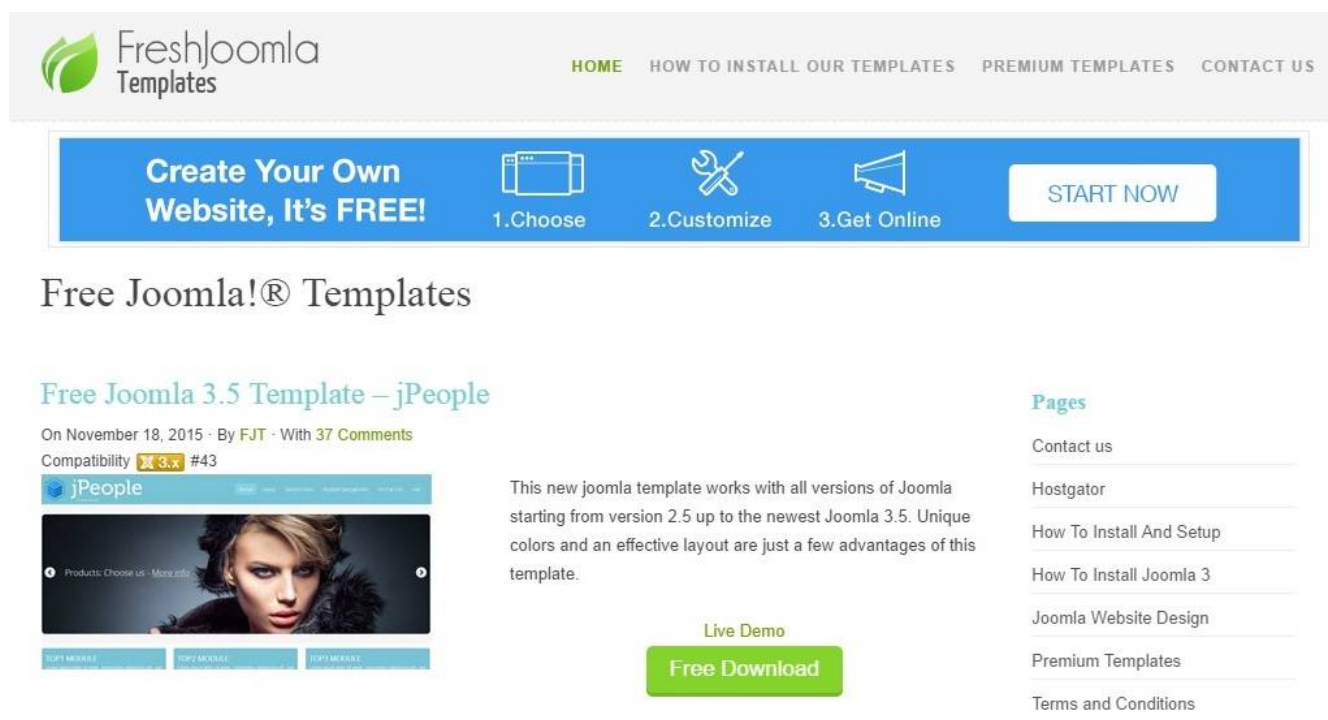 FreshJoomla
Templates
HOME HOW TO INSTALL OUR TEMPLATES PREMIUM TEMPLATES CONTACT US
Create Your Own
Website, It's FREE!
1.Choose 2.Customize 3.Get Online
START NOW
Free Joomla!® Templates
Free Joomla 3.5 Template – jPeople
On November 18, 2015 · By FJT · With 37 Comments
Compatibility 3.x #43
jPeople
Products: Choose us - More info
TOP1 MODULE TOP2 MODULE TOP3 MODULE
This new joomla template works with all versions of Joomla
starting from version 2.5 up to the newest Joomla 3.5. Unique
colors and an effective layout are just a few advantages of this
template.
Live Demo
Free Download
Pages
Contact us
Hostgator
How To Install And Setup
How To Install Joomla 3
Joomla Website Design
Premium Templates
Terms and Conditions